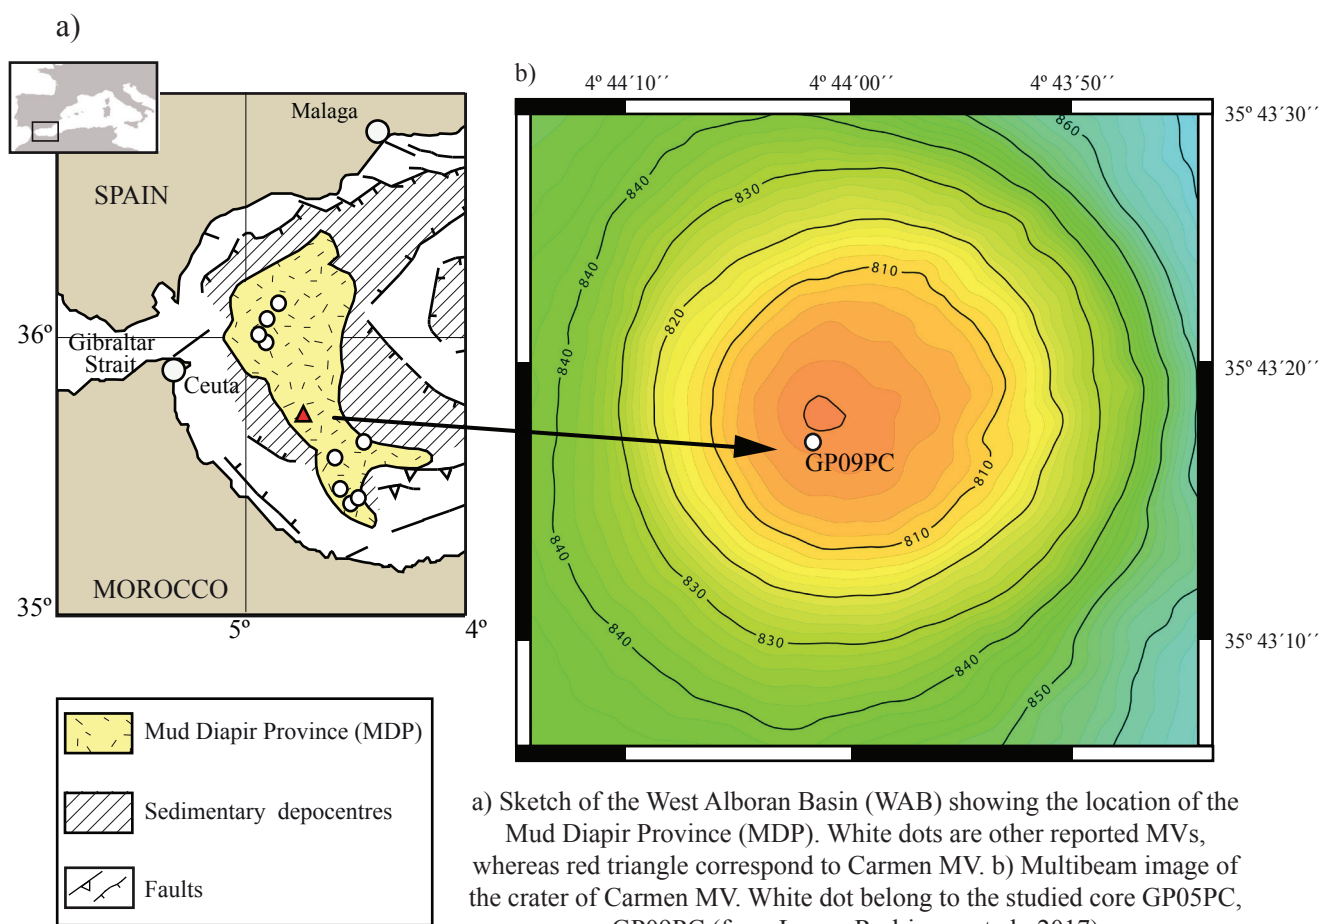 a)
b)
4º 44´10´´
4º 44´00´´
4º 43´50´´
35º 43´30´´
35º 43´20´´
35º 43´10´´
Malaga
SPAIN
36º
Gibraltar
Strait
Ceuta
MOROCCO
35º
5º
4º
840
830
860
810
840
820
840
GP09PC
810
810
840
830
830
840
840
850
Mud Diapir Province (MDP)
Sedimentary depocentres
Faults
a) Sketch of the West Alboran Basin (WAB) showing the location of the
Mud Diapir Province (MDP). White dots are other reported MVs,
whereas red triangle correspond to Carmen MV. b) Multibeam image of
the crater of Carmen MV. White dot belong to the studied core GP05PC,